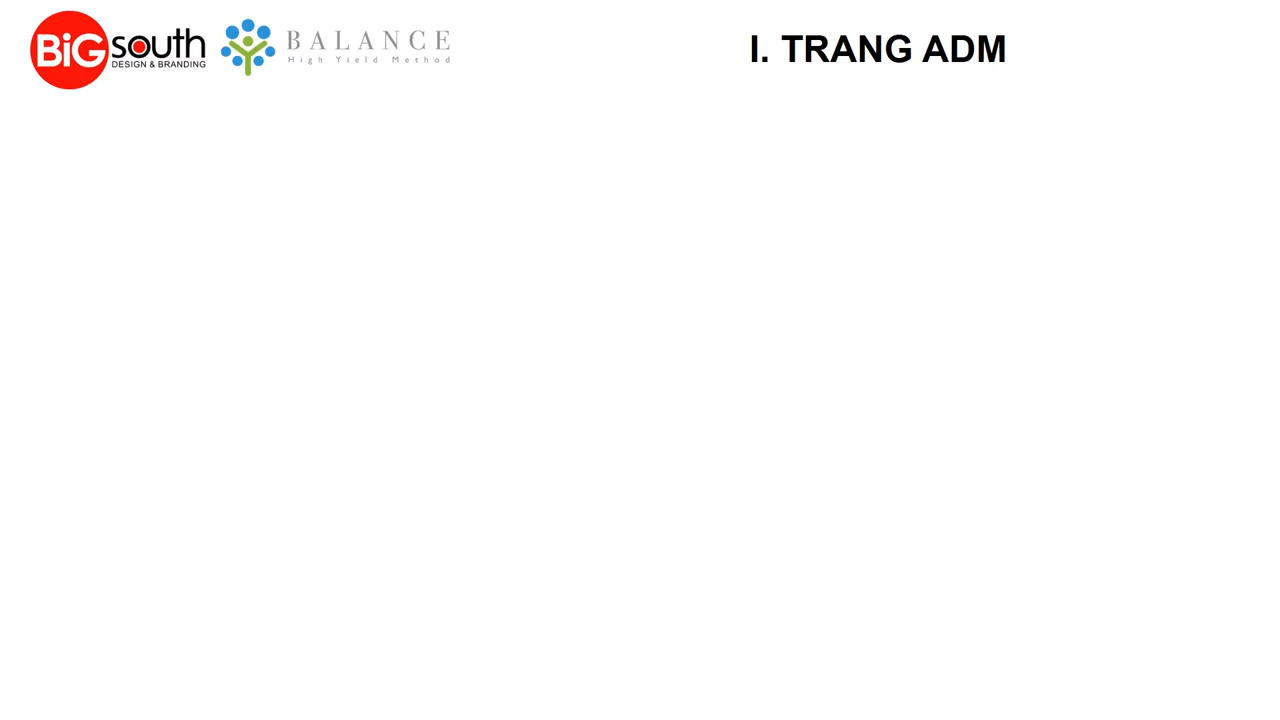 BiG south
DESIGN & BRANDING
BALANCE
High Yield Method
I. TRANG ADM